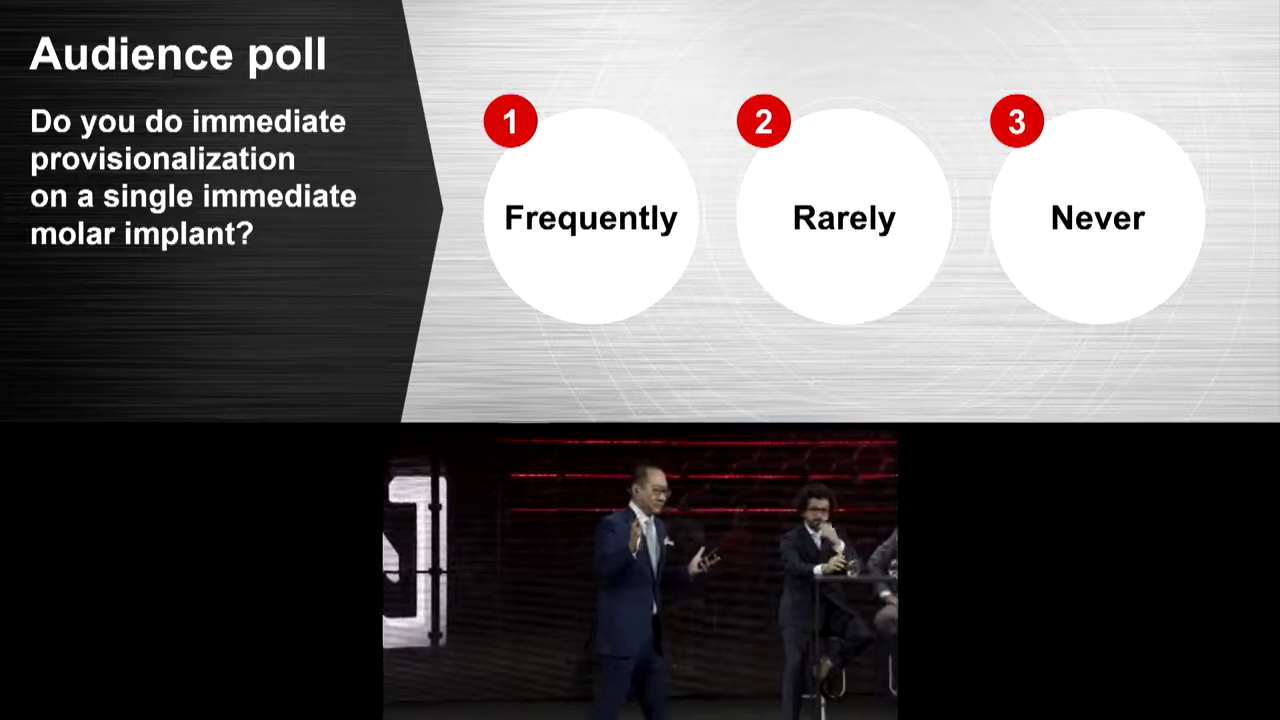 Audience poll
Do you do immediate
provisionalization
on a single immediate
molar implant?
1
Frequently
2
Rarely
3
Never